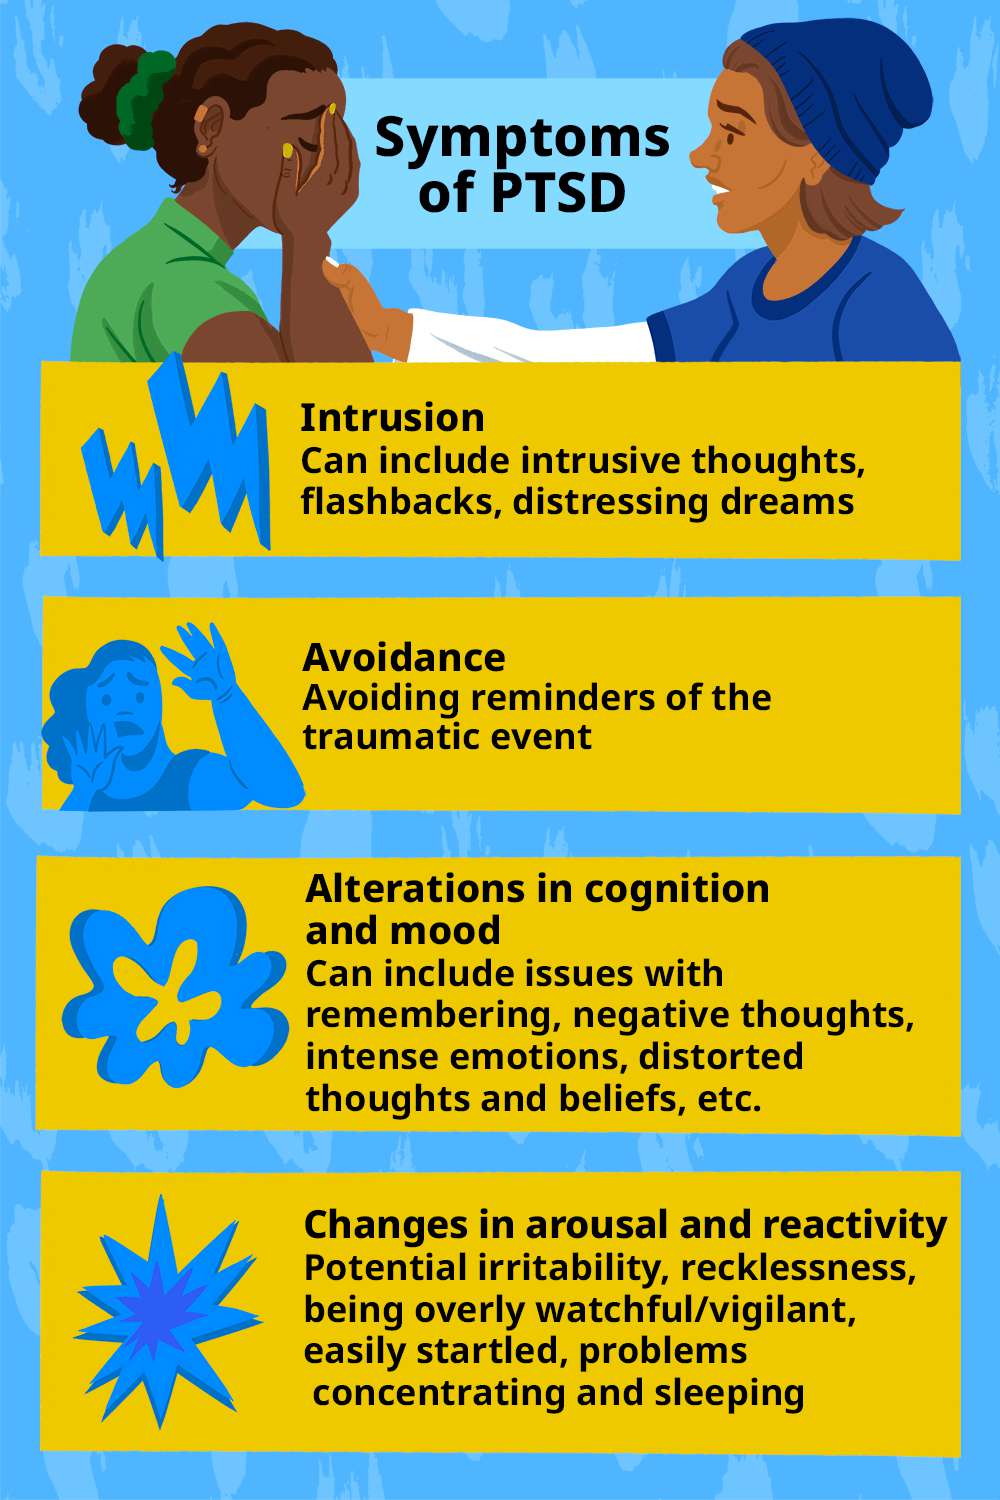 Symptoms
of PTSD
Intrusion
Can include intrusive thoughts,
flashbacks, distressing dreams
Avoidance
Avoiding reminders of the
traumatic event
Alterations in cognition
and mood
Can include issues with
remembering, negative thoughts,
intense emotions, distorted
thoughts and beliefs, etc.
Changes in arousal and reactivity
Potential irritability, recklessness,
being overly watchful/vigilant,
easily startled, problems
concentrating and sleeping